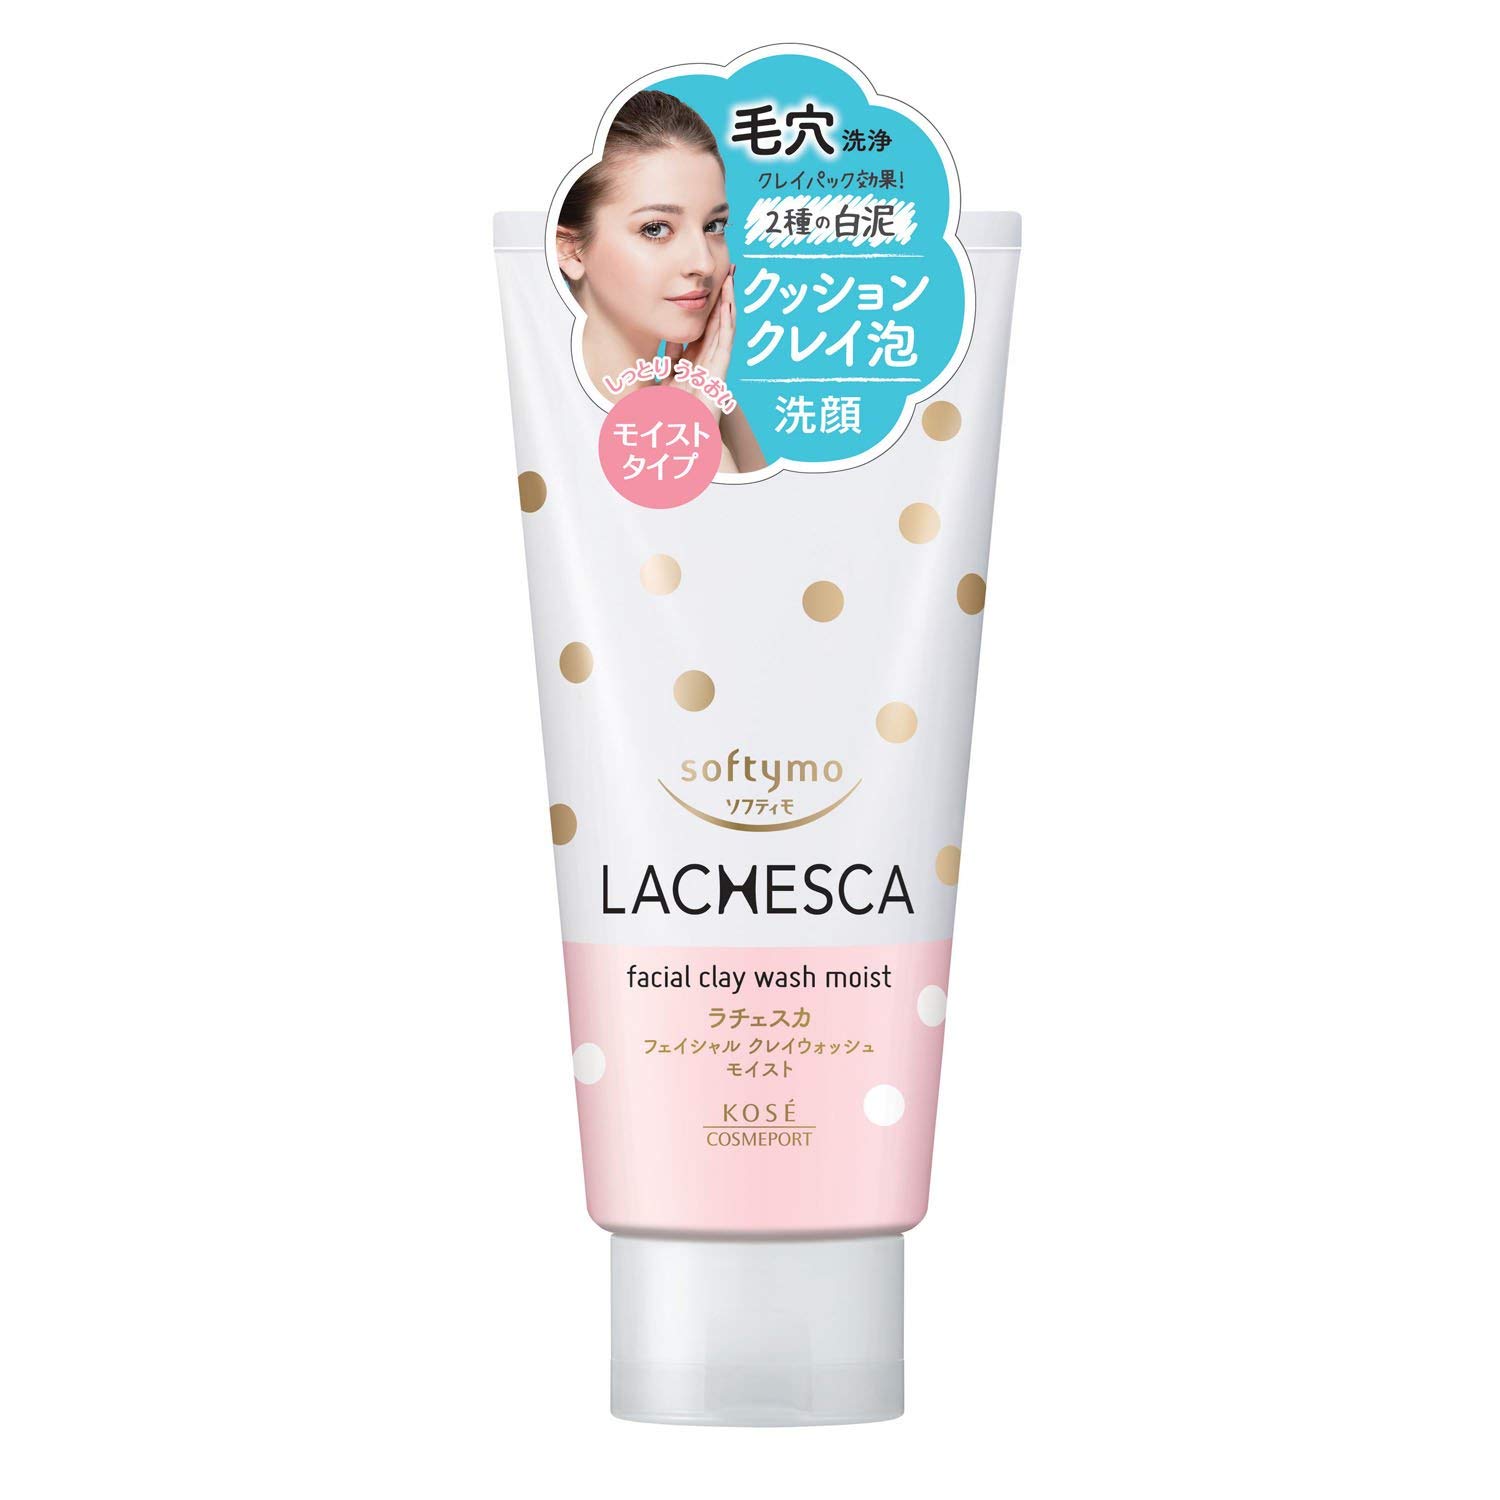 毛穴洗浄
クレイパック効果!
2種の白泥
クッション
クレイ泡
洗顔
しっとり うるおい
モイスト
タイプ
softymo
ソフティモ
LACHESCA
facial clay wash moist
ラチェスカ
フェイシャル クレイウォッシュ
モイスト
KOSÉ
COSMEPORT